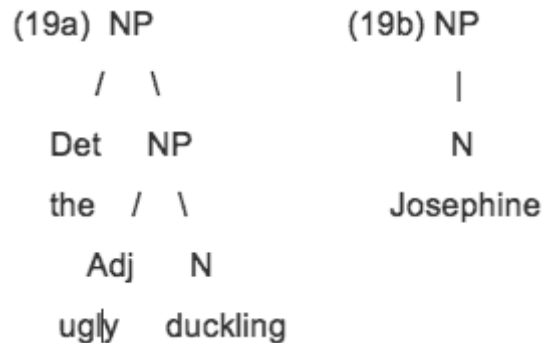 (19a) NP (19b) NP
/ \ |
Det NP N
the / \ Josephine
Adj N
ugly duckling